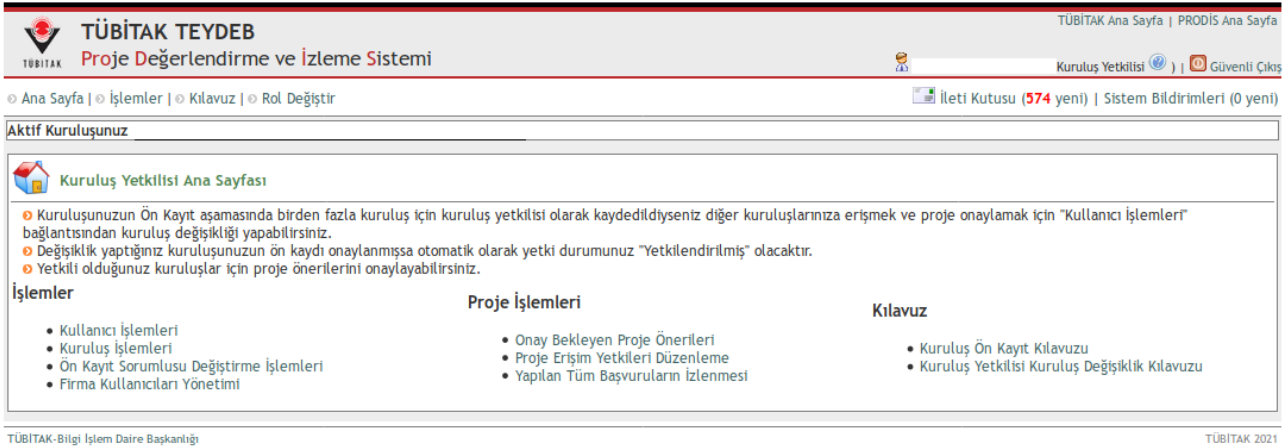 TÜBİTAK Ana Sayfa | PRODİS Ana Sayfa
TÜBİTAK
TÜBİTAK TEYDEB
Proje Değerlendirme ve İzleme Sistemi
Kuruluş Yetkilisi ) | Güvenli Çıkış
Ana Sayfa | İşlemler | Kılavuz | Rol Değiştir
İleti Kutusu (574 yeni) | Sistem Bildirimleri (0 yeni)
Aktif Kuruluşunuz
Kuruluş Yetkilisi Ana Sayfası
Kuruluşunuzun Ön Kayıt aşamasında birden fazla kuruluş için kuruluş yetkilisi olarak kaydedildiyseniz diğer kuruluşlarınıza erişmek ve proje onaylamak için "Kullanıcı İşlemleri"
bağlantısından kuruluş değişikliği yapabilirsiniz.
Değişiklik yaptığınız kuruluşunuzun ön kaydı onaylanmışsa otomatik olarak yetki durumunuz "Yetkilendirilmiş" olacaktır.
Yetkili olduğunuz kuruluşlar için proje önerilerini onaylayabilirsiniz.
İşlemler
Kullanıcı İşlemleri
Kuruluş İşlemleri
Ön Kayıt Sorumlusu Değiştirme İşlemleri
Firma Kullanıcıları Yönetimi
Proje İşlemleri
Onay Bekleyen Proje Önerileri
Proje Erişim Yetkileri Düzenleme
Yapılan Tüm Başvuruların İzlenmesi
Kılavuz
Kuruluş Ön Kayıt Kılavuzu
Kuruluş Yetkilisi Kuruluş Değişiklik Kılavuzu
TÜBİTAK-Bilgi İşlem Daire Başkanlığı
TÜBİTAK 2021